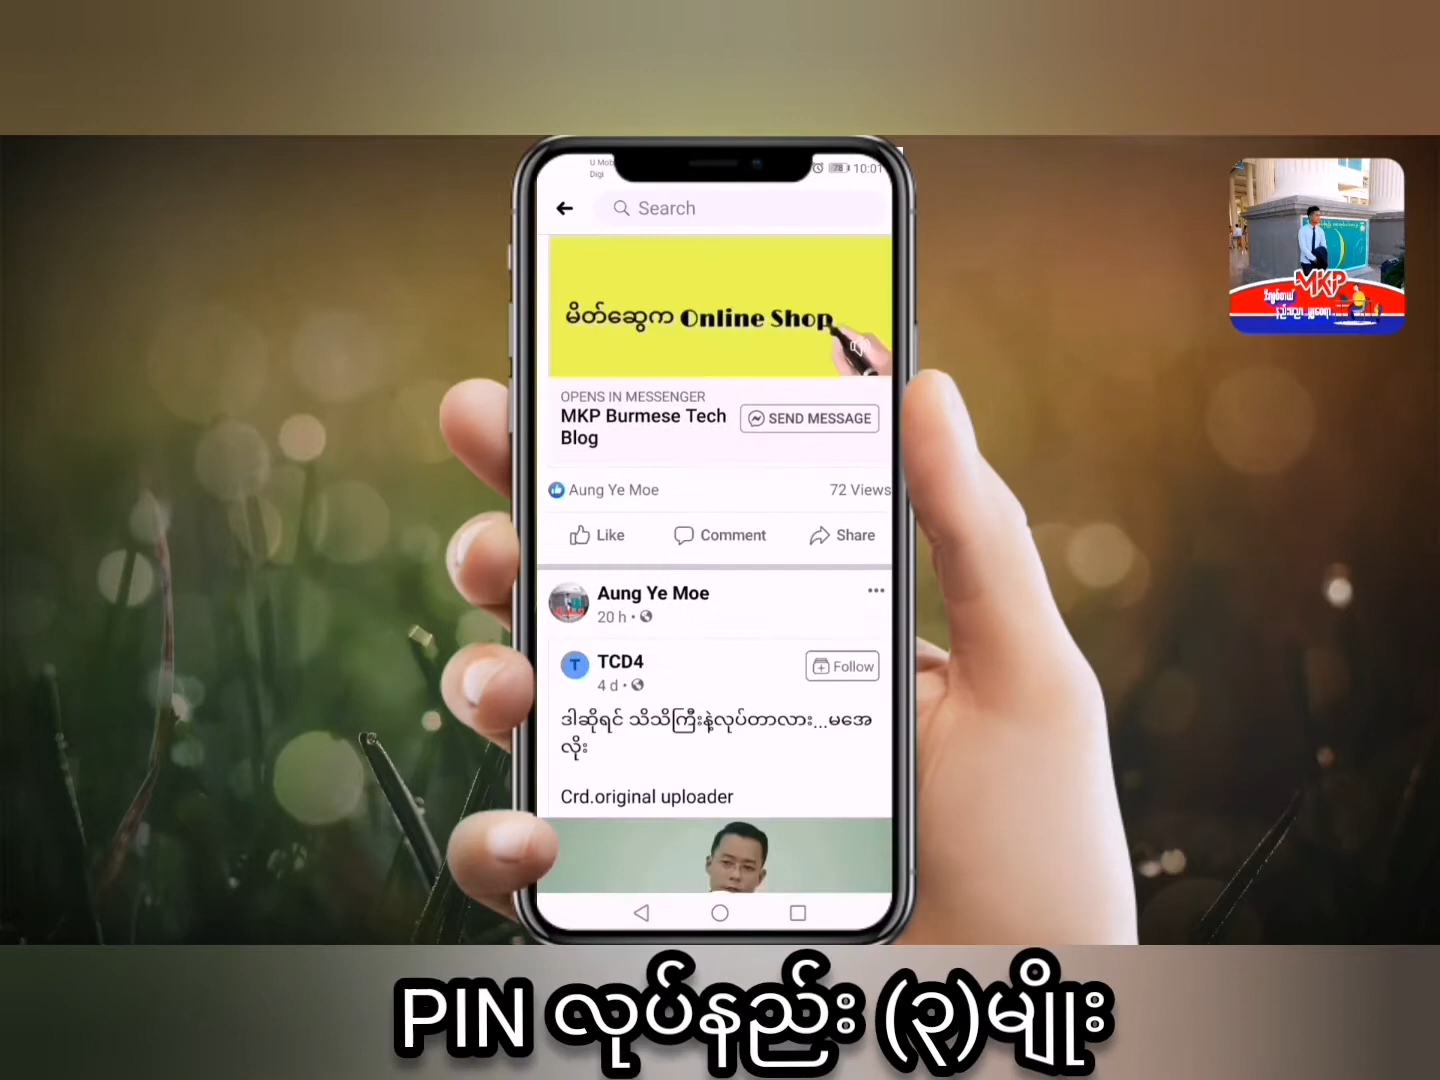 U Mob
Digi
78 10:01
Search
မိတ်ဆွေက Online Shop
OPENS IN MESSENGER
MKP Burmese Tech
Blog
SEND MESSAGE
Aung Ye Moe
72 Views
Like
Comment
Share
Aung Ye Moe
20 h
T
TCD4
4 d
Follow
ဒါဆိုရင် သိသိကြီးနဲ့လုပ်တာလား...မအေ
လိုး
Crd.original uploader
MKP
PIN လုပ်နည်း (၃)မျိုး